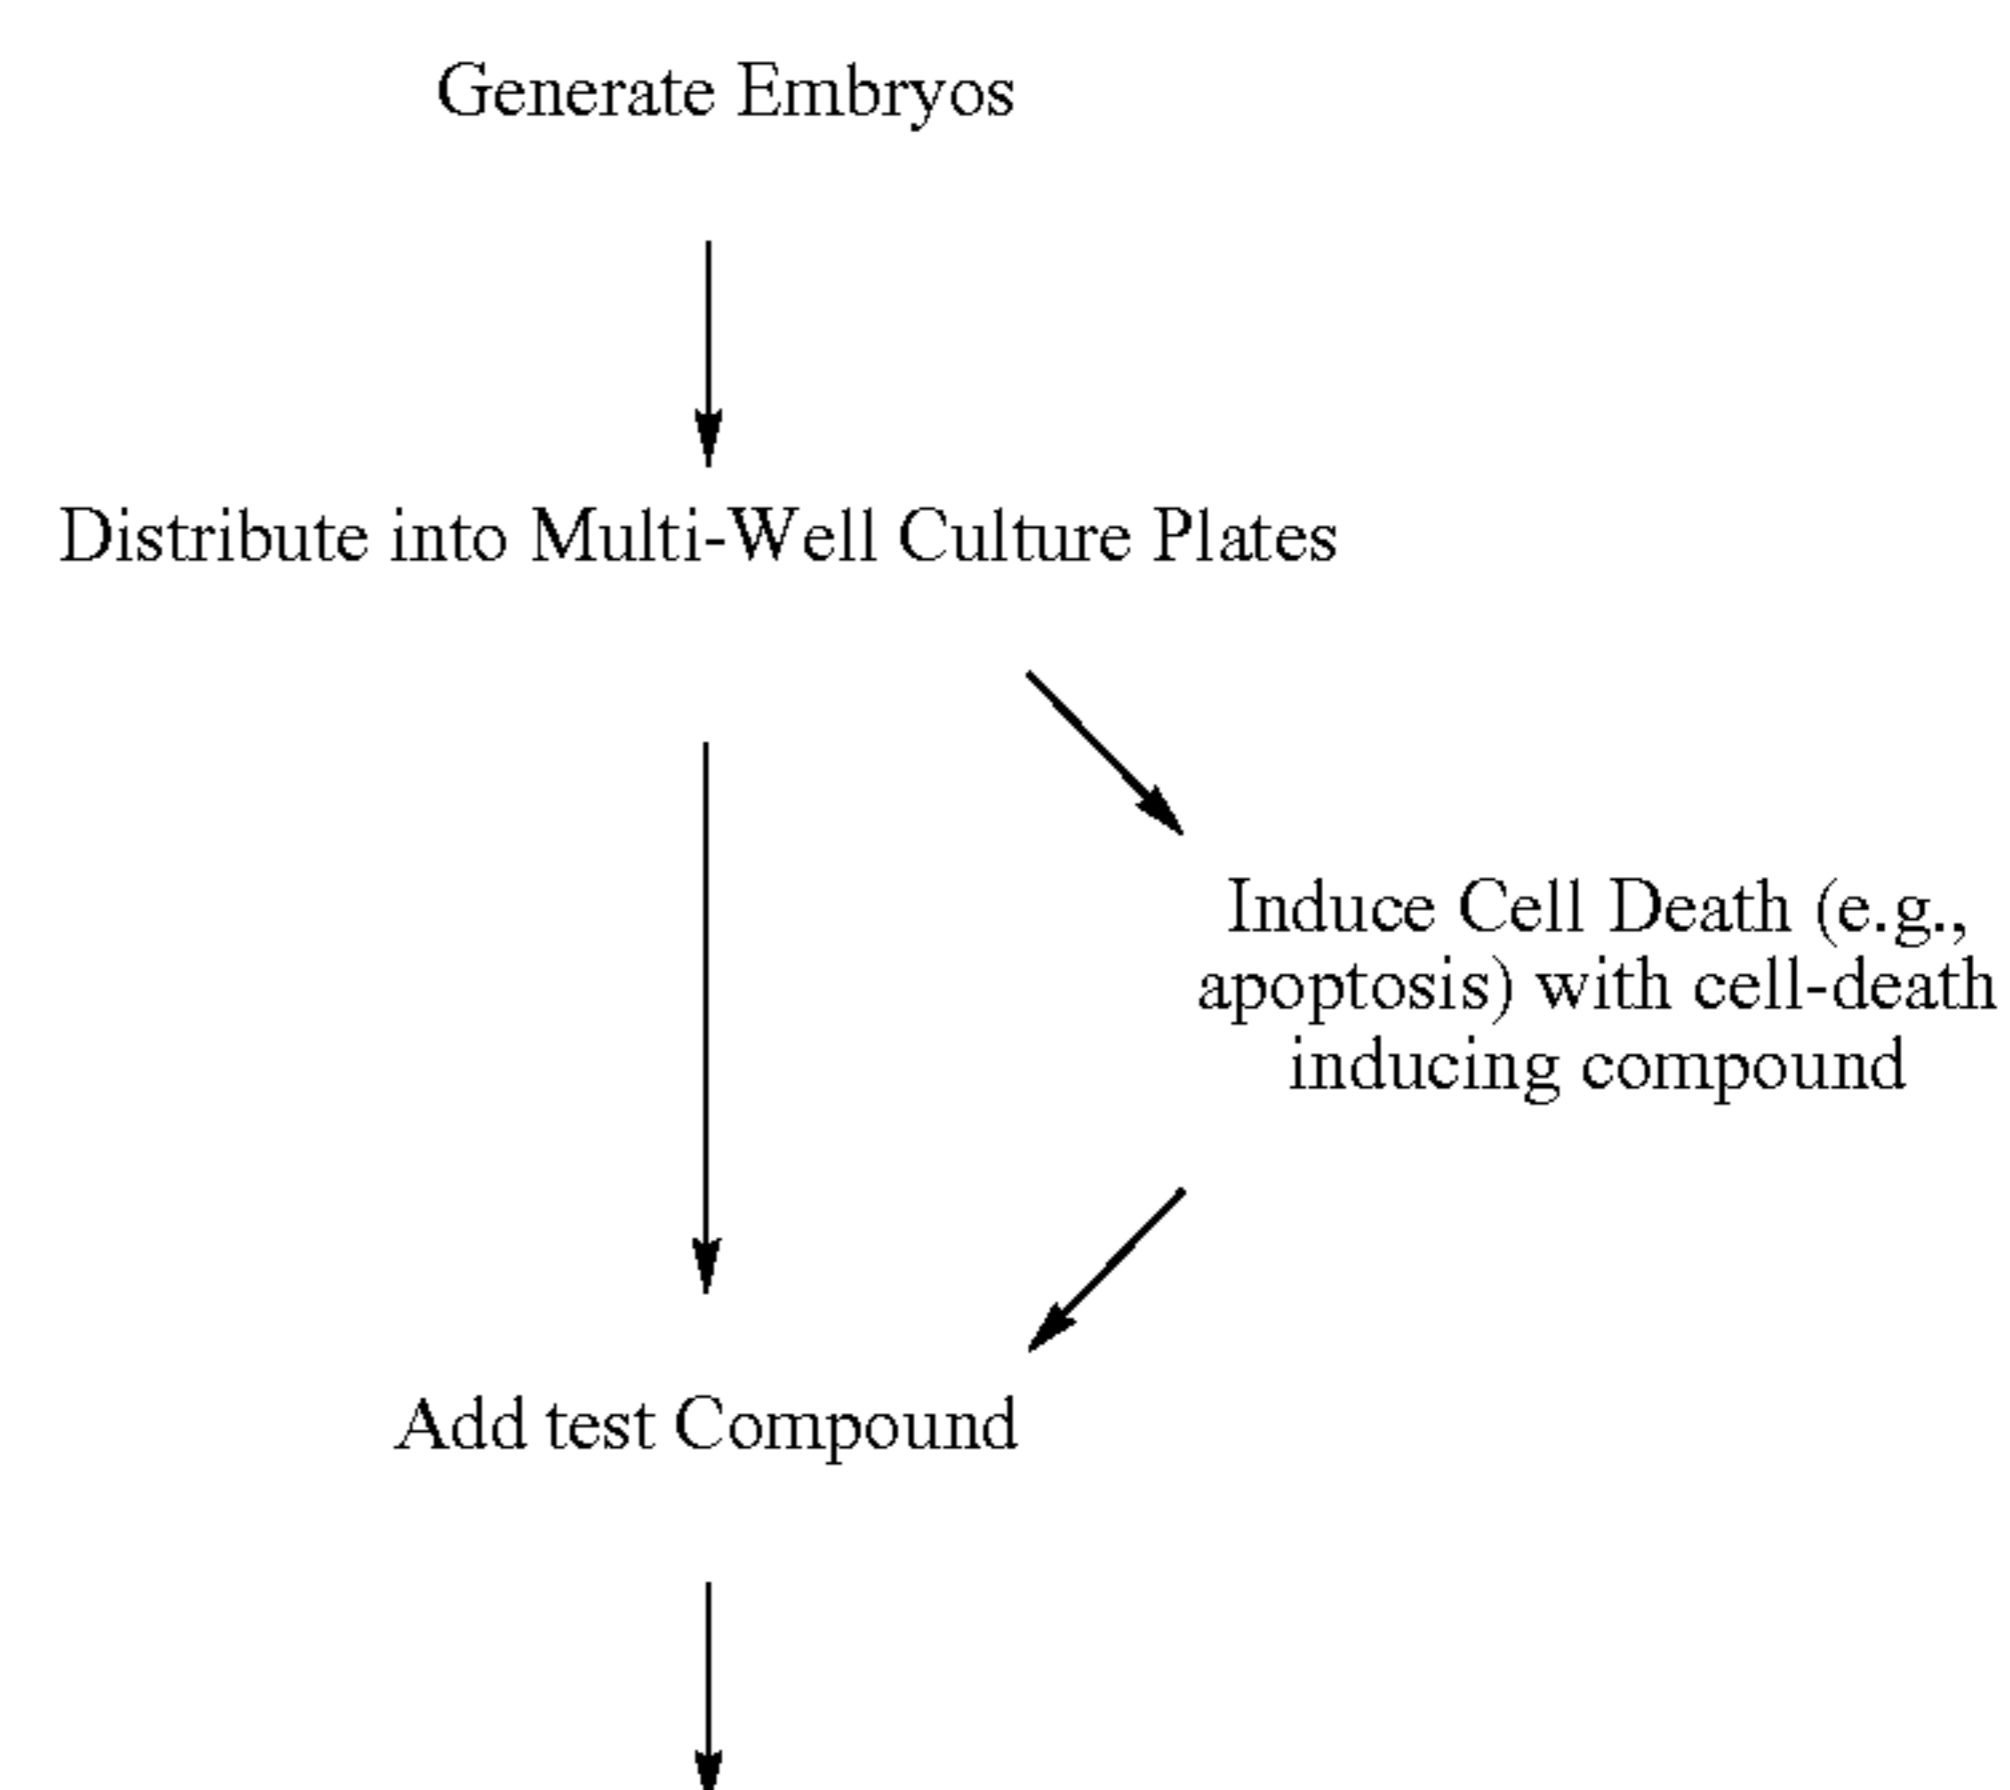 Generate Embryos
Distribute into Multi-Well Culture Plates
Induce Cell Death (e.g.,
apoptosis) with cell-death
inducing compound
Add test Compound